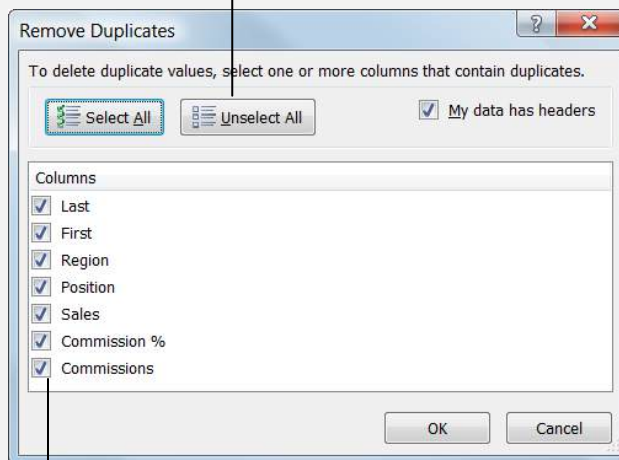 Remove Duplicates
To delete duplicate values, select one or more columns that contain duplicates.
Select All
Unselect All
My data has headers
Columns
Last
First
Region
Position
Sales
Commission %
Commissions
OK
Cancel